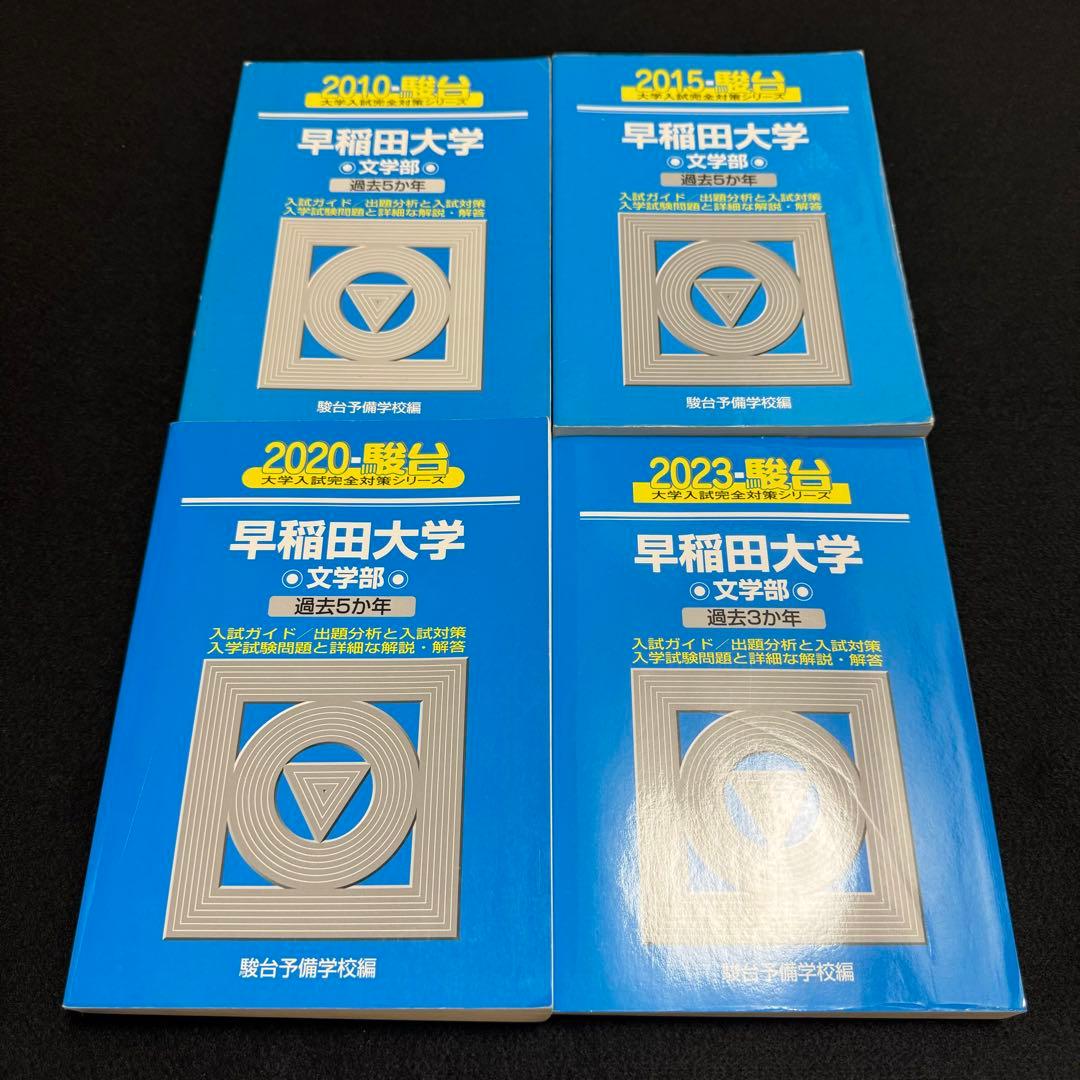 2010-駿台
大学入試完全対策シリーズ
早稲田大学
文学部
過去5か年
入試ガイド/出題分析と入試対策
入学試験問題と詳細な解説・解答
駿台予備学校編
2015-駿台
大学入試完全対策シリーズ
早稲田大学
文学部
過去5か年
入試ガイド/出題分析と入試対策
入学試験問題と詳細な解説・解答
駿台予備学校編
2020-駿台
大学入試完全対策シリーズ
早稲田大学
文学部
過去5か年
入試ガイド/出題分析と入試対策
入学試験問題と詳細な解説・解答
駿台予備学校編
2023-駿台
大学入試完全対策シリーズ
早稲田大学
文学部
過去3か年
入試ガイド/出題分析と入試対策
入学試験問題と詳細な解説・解答
駿台予備学校編